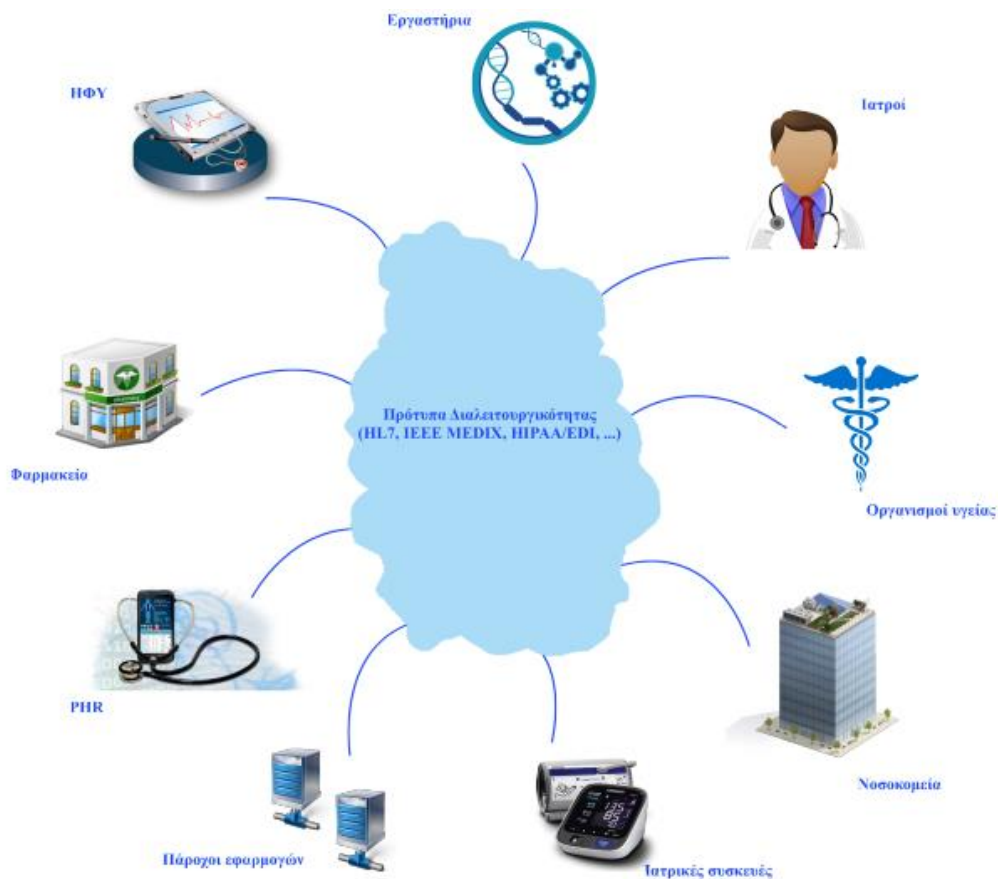 Εργαστήρια
ΗΦΥ
Ιατροί
Πρότυπα Διαλειτουργικότητας
(HL7, IEEE MEDIX, HIPAA/EDI, ...)
Φαρμακεία
Οργανισμοί υγείας
PHR
Νοσοκομεία
Πάροχοι εφαρμογών
Ιατρικές συσκευές